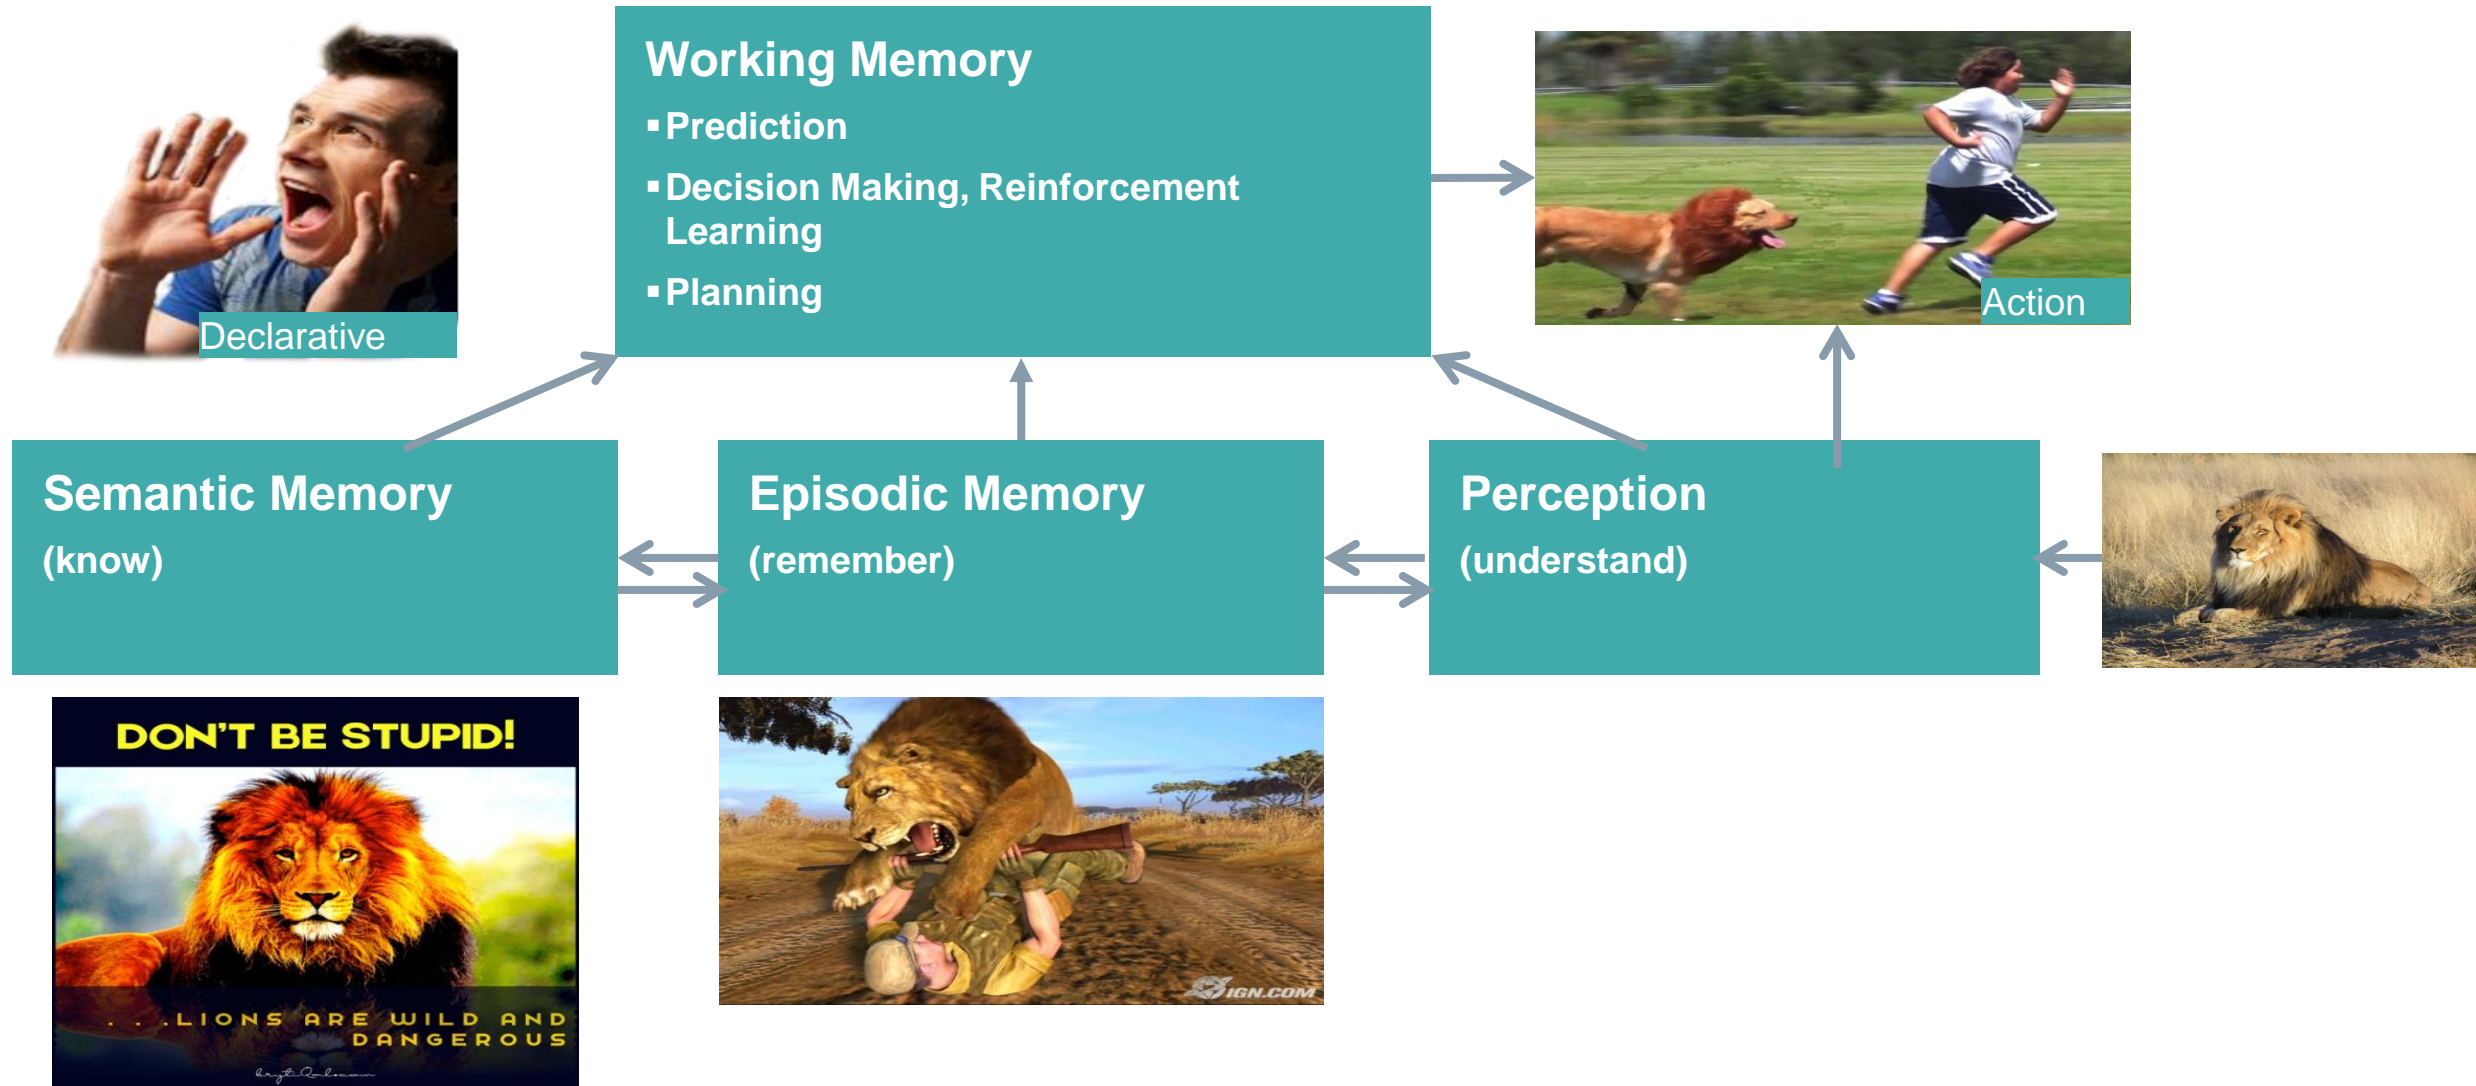 Working Memory
▪Prediction
▪Decision Making, Reinforcement
Learning
▪Planning
Declarative
Action
Semantic Memory
(know)
Episodic Memory
(remember)
Perception
(understand)
DON'T BE STUPID!
. . .LIONS ARE WILD AND
DANGEROUS
IGN.COM